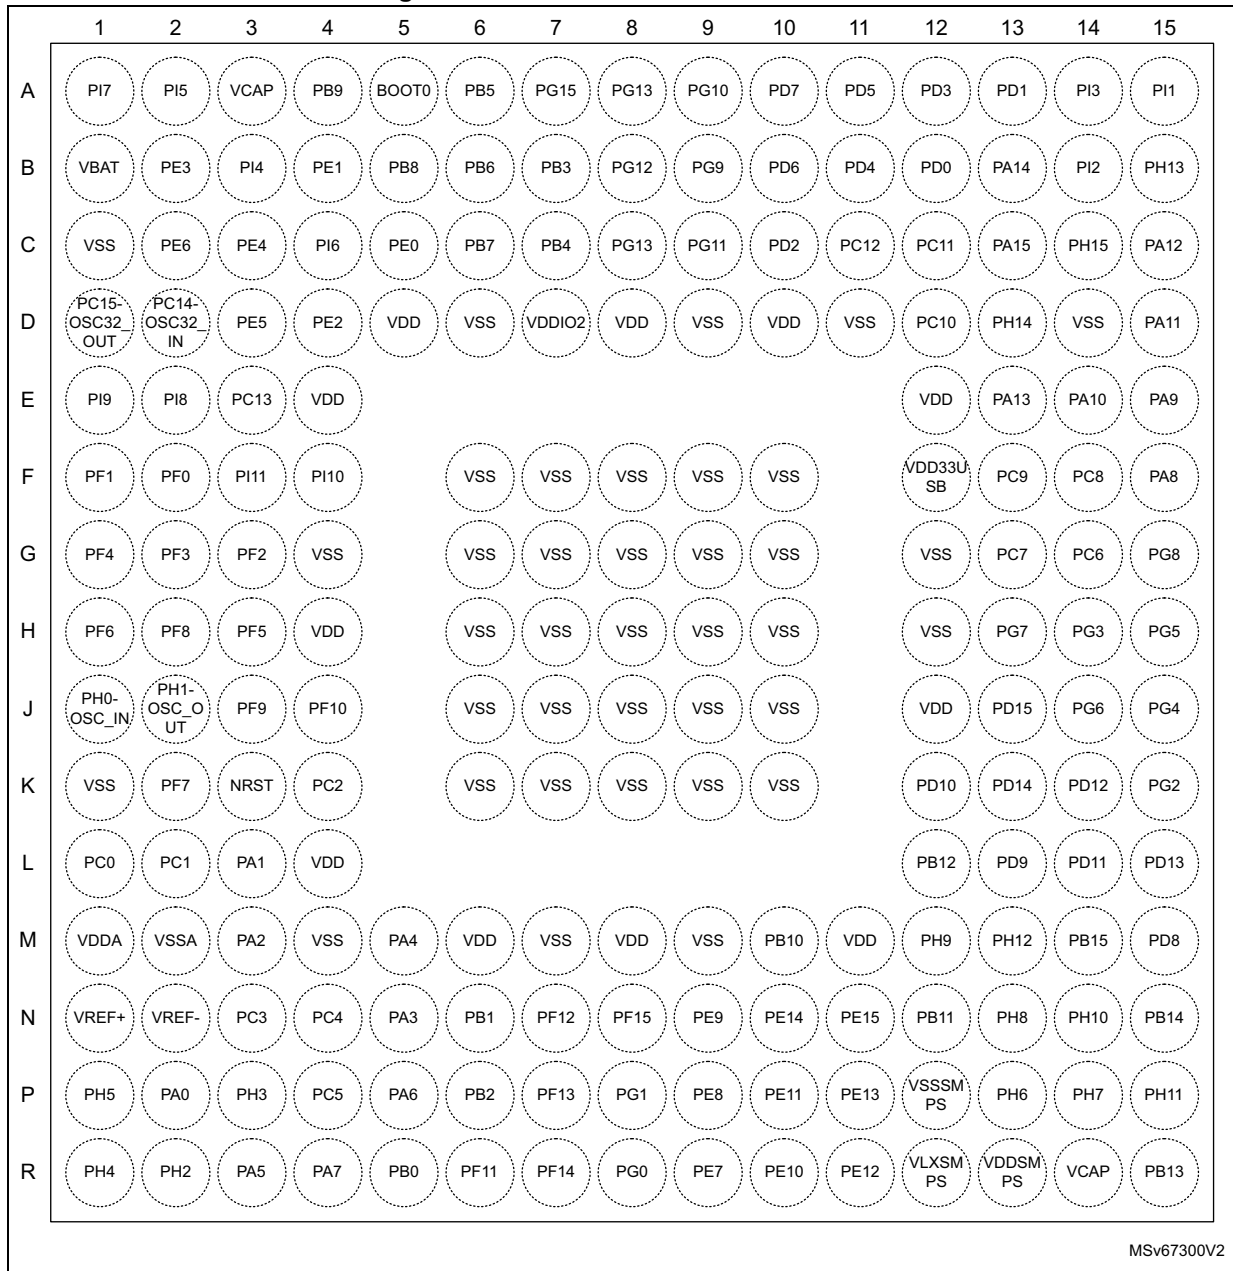 1 2 3 4 5 6 7 8 9 10 11 12 13 14 15
A PI7 PI5 VCAP PB9 BOOT0 PB5 PG15 PG13 PG10 PD7 PD5 PD3 PD1 PI3 PI1
B VBAT PE3 PI4 PE1 PB8 PB6 PB3 PG12 PG9 PD6 PD4 PD0 PA14 PI2 PH13
C VSS PE6 PE4 PI6 PE0 PB7 PB4 PG13 PG11 PD2 PC12 PC11 PA15 PH15 PA12
D PC15-OSC32_OUT PC14-OSC32_IN PE5 PE2 VDD VSS VDDIO2 VDD VSS VDD VSS PC10 PH14 VSS PA11
E PI9 PI8 PC13 VDD VDD PA13 PA10 PA9
F PF1 PF0 PI11 PI10 VSS VSS VSS VSS VSS VDD33USB PC9 PC8 PA8
G PF4 PF3 PF2 VSS VSS VSS VSS VSS VSS VSS PC7 PC6 PG8
H PF6 PF8 PF5 VDD VSS VSS VSS VSS VSS VSS PG7 PG3 PG5
J PH0-OSC_IN PH1-OSC_OUT PF9 PF10 VSS VSS VSS VSS VSS VDD PD15 PG6 PG4
K VSS PF7 NRST PC2 VSS VSS VSS VSS VSS PD10 PD14 PD12 PG2
L PC0 PC1 PA1 VDD PB12 PD9 PD11 PD13
M VDDA VSSA PA2 VSS PA4 VDD VSS VDD VSS PB10 VDD PH9 PH12 PB15 PD8
N VREF+ VREF- PC3 PC4 PA3 PB1 PF12 PF15 PE9 PE14 PE15 PB11 PH8 PH10 PB14
P PH5 PA0 PH3 PC5 PA6 PB2 PF13 PG1 PE8 PE11 PE13 VSSSMPS PH6 PH7 PH11
R PH4 PH2 PA5 PA7 PB0 PF11 PF14 PG0 PE7 PE10 PE12 VLXSMPS VDDSMPS VCAP PB13
MSv67300V2